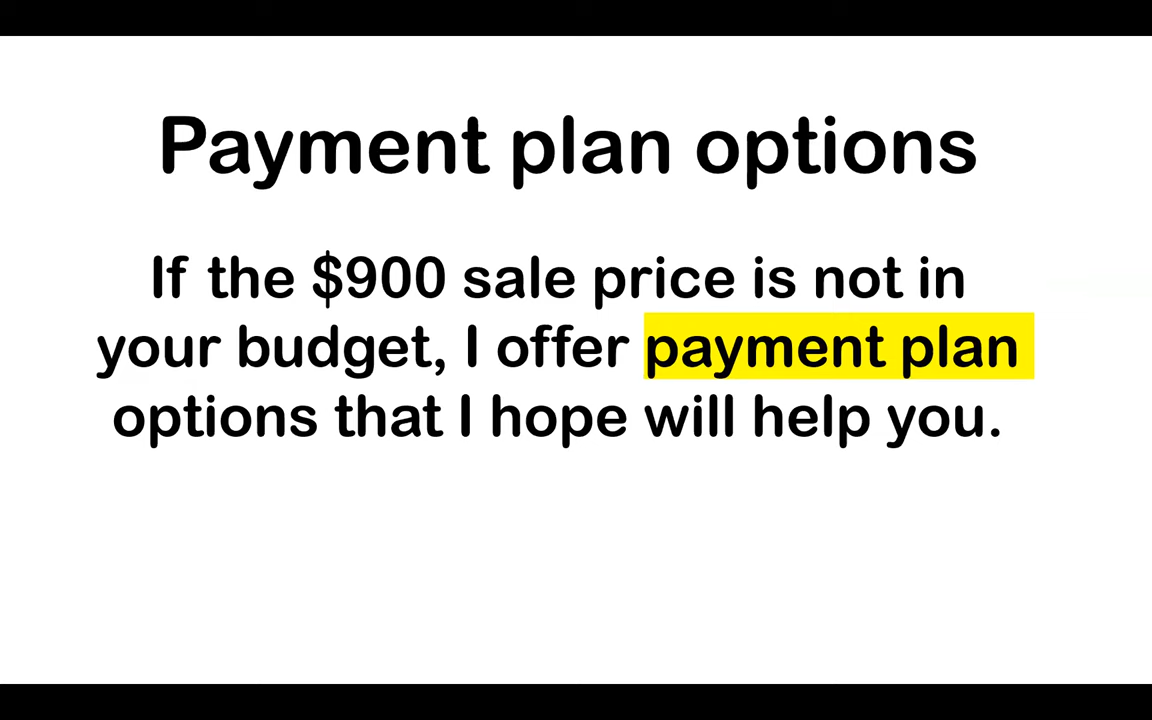 Payment plan options
If the $900 sale price is not in
your budget, I offer payment plan
options that I hope will help you.